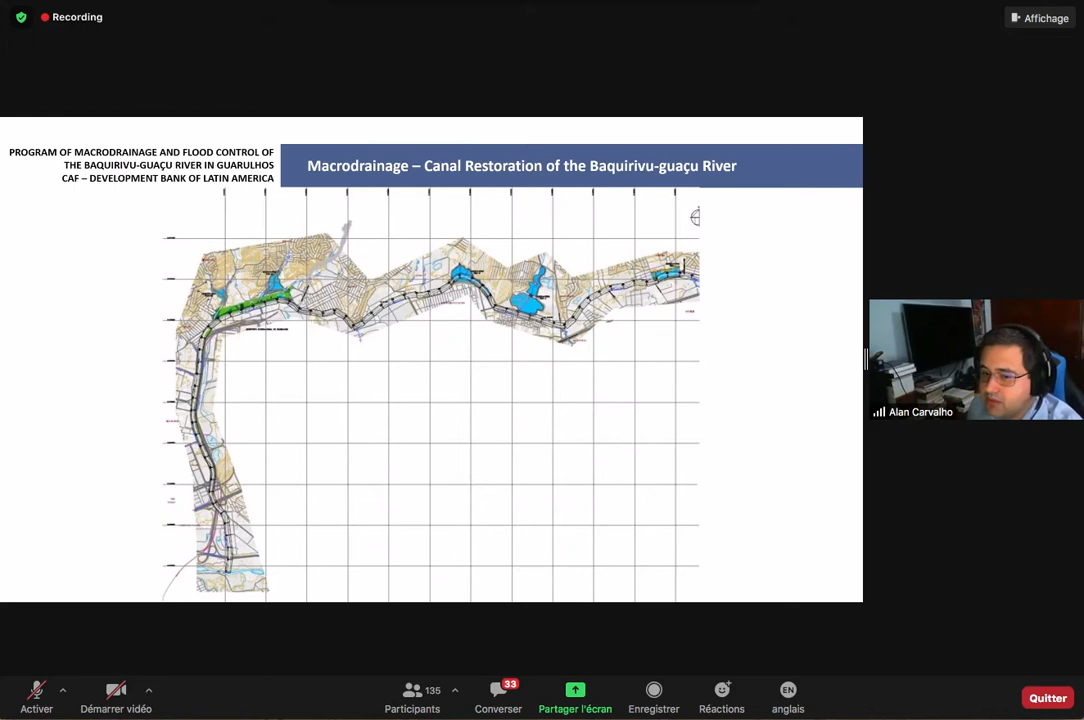 Recording
Affichage
PROGRAM OF MACRODRAINAGE AND FLOOD CONTROL OF
THE BAQUIRIVU-GUAÇU RIVER IN GUARULHOS
CAF – DEVELOPMENT BANK OF LATIN AMERICA
Macrodrainage – Canal Restoration of the Baquirivu-guaçu River
Alan Carvalho
33
135
EN
Activer
Démarrer vidéo
Participants
Converser
Partager l'écran
Enregistrer
Réactions
anglais
Quitter